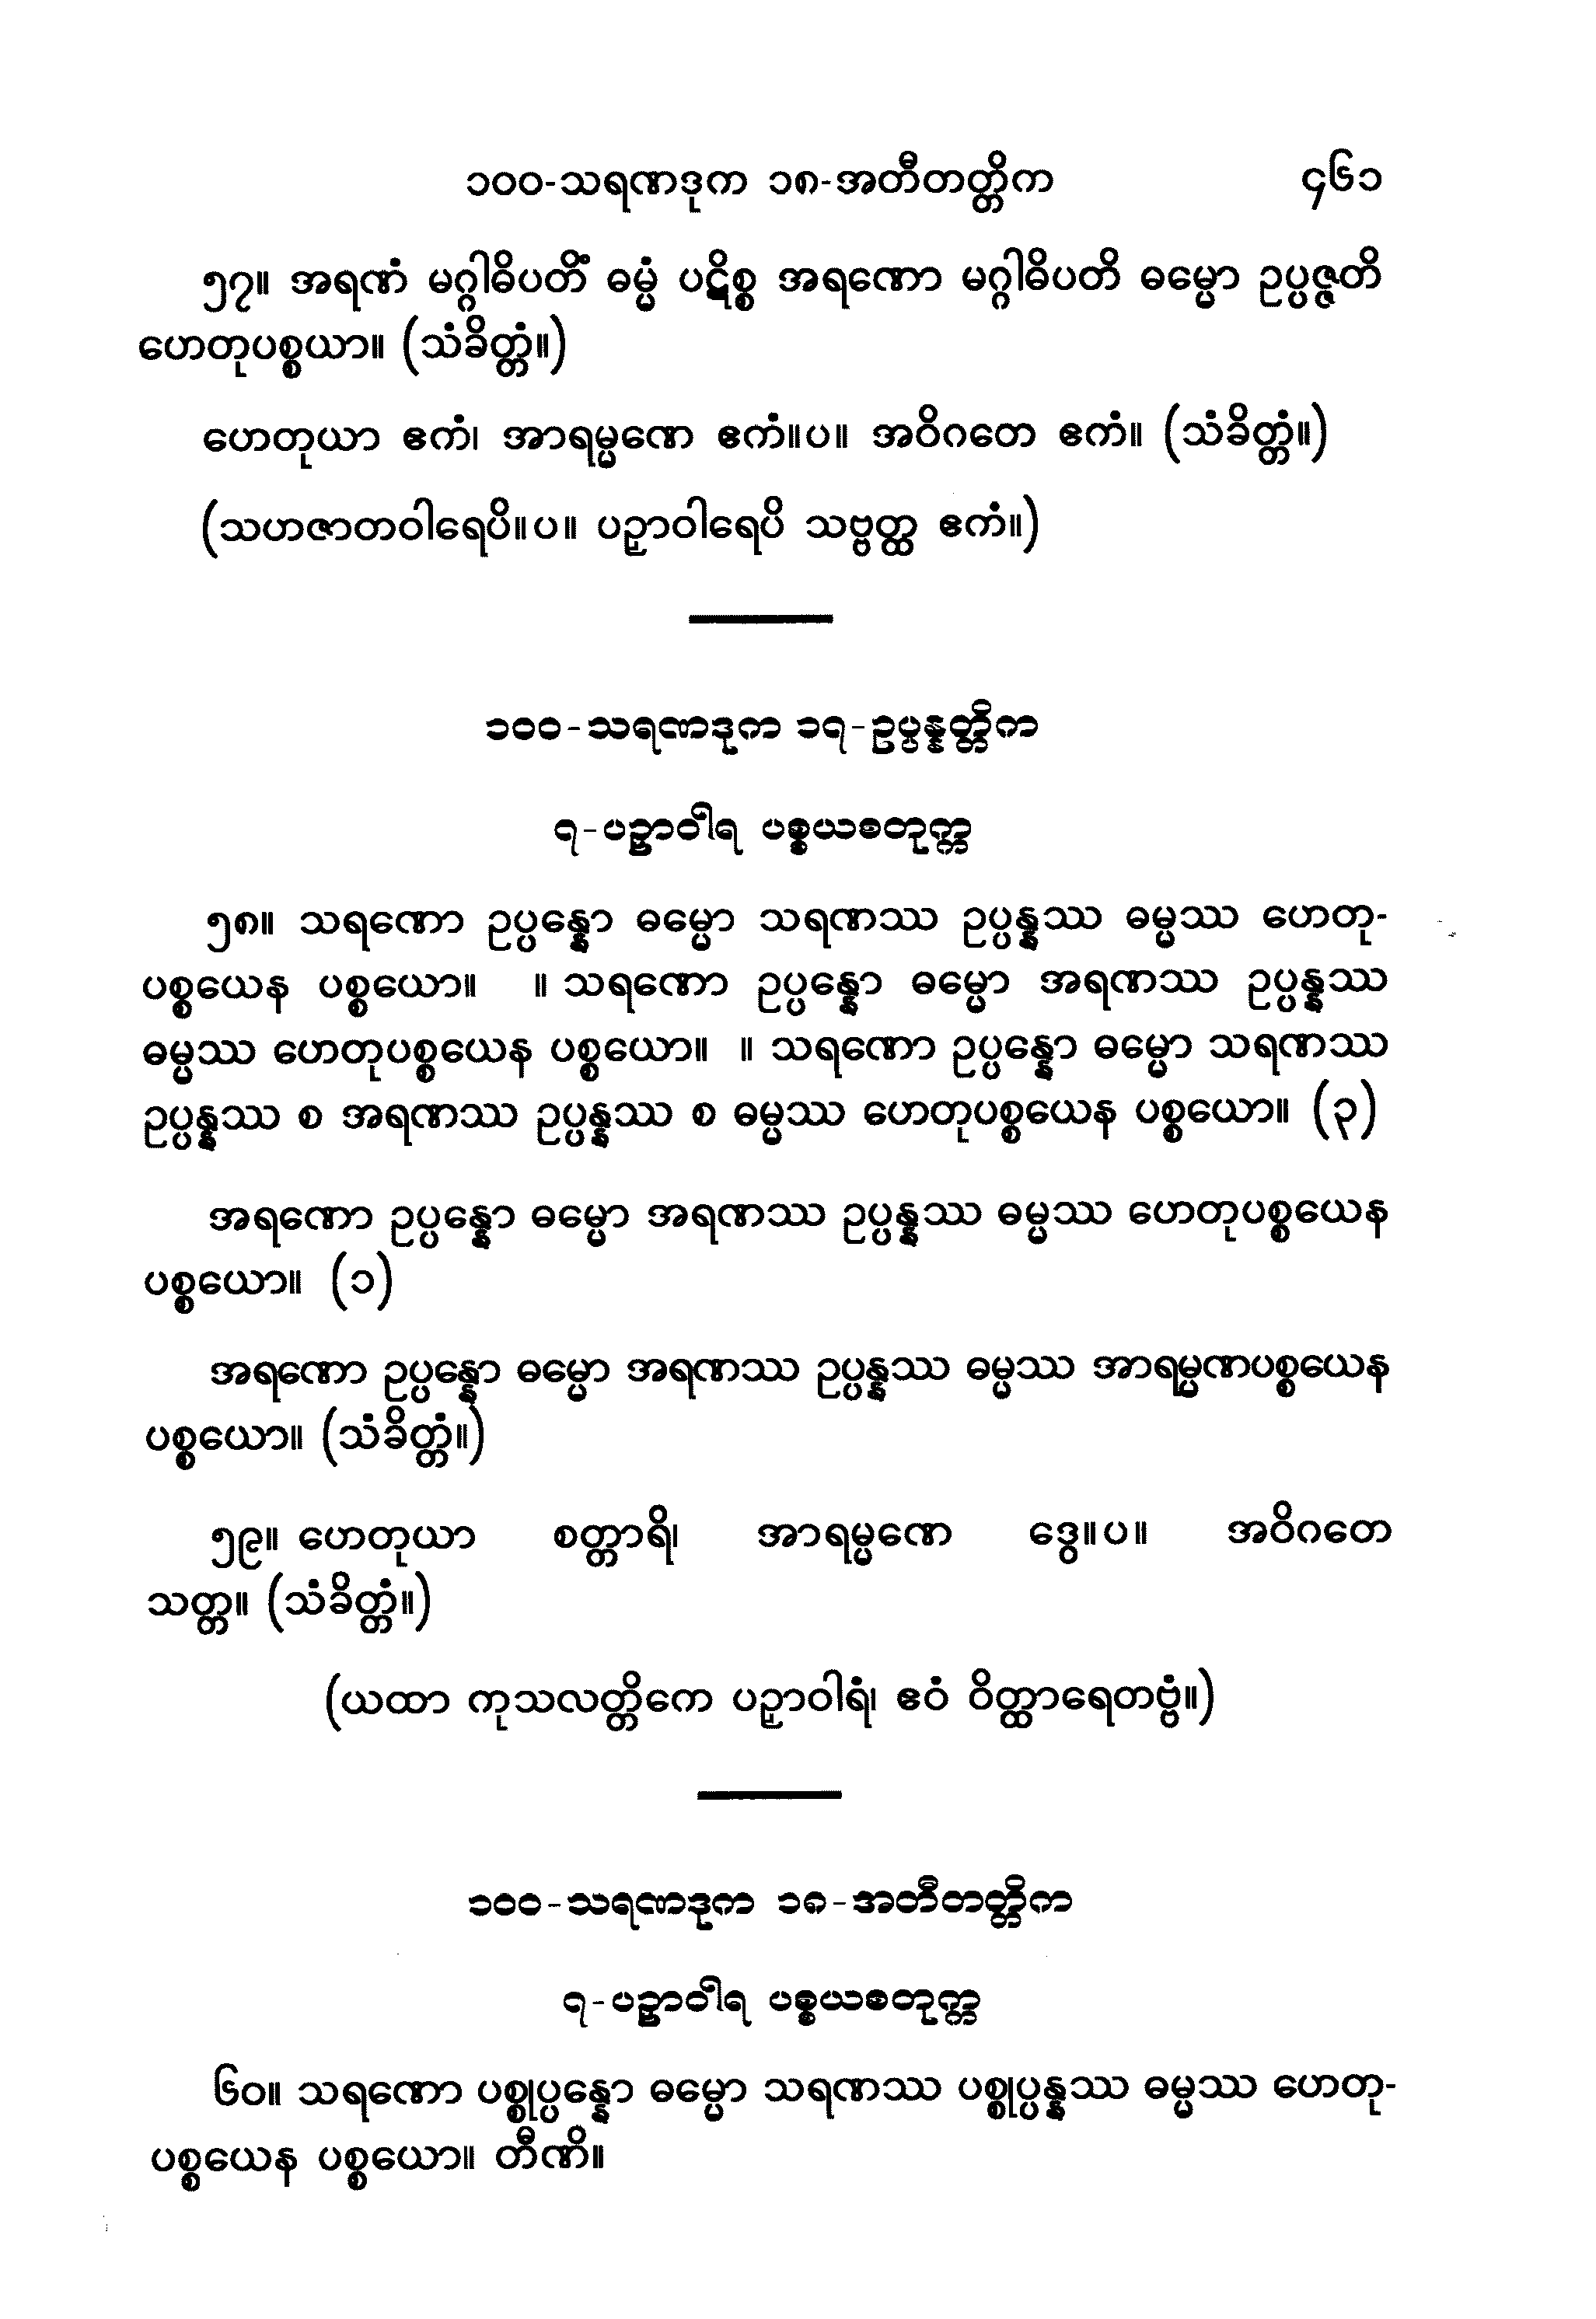 ၁၀၀-သရဏဒုက ၁၈-အတီတတ္တိက ၄၆၁
၅၇။ အရဏံ မဂ္ဂါဓိပတိံ ဓမ္မံ ပဋိစ္စ အရဏော မဂ္ဂါဓိပတိ ဓမ္မော ဥပ္ပဇ္ဇတိ
ဟေတုပစ္စယာ။ (သံခိတ္တံ။)
ဟေတုယာ ဧကံ၊ အာရမ္မဏေ ဧကံ။ပ။ အဝိဂတေ ဧကံ။ (သံခိတ္တံ။)
(သဟဇာတဝါရေပိ။ပ။ ပဉှာဝါရေပိ သဗ္ဗတ္ထ ဧကံ။)
၁၀၀-သရဏဒုက ၁၇-ဥပ္ပန္နတ္တိက
၇-ပဉှာဝါရ ပစ္စယစတုက္က
၅၈။ သရဏော ဥပ္ပန္နော ဓမ္မော သရဏဿ ဥပ္ပန္နဿ ဓမ္မဿ ဟေတု-
ပစ္စယေန ပစ္စယော။ ။ သရဏော ဥပ္ပန္နော ဓမ္မော အရဏဿ ဥပ္ပန္နဿ
ဓမ္မဿ ဟေတုပစ္စယေန ပစ္စယော။ ။ သရဏော ဥပ္ပန္နော ဓမ္မော သရဏဿ
ဥပ္ပန္နဿ စ အရဏဿ ဥပ္ပန္နဿ စ ဓမ္မဿ ဟေတုပစ္စယေန ပစ္စယော။ (၃)
အရဏော ဥပ္ပန္နော ဓမ္မော အရဏဿ ဥပ္ပန္နဿ ဓမ္မဿ ဟေတုပစ္စယေန
ပစ္စယော။ (၁)
အရဏော ဥပ္ပန္နော ဓမ္မော အရဏဿ ဥပ္ပန္နဿ ဓမ္မဿ အာရမ္မဏပစ္စယေန
ပစ္စယော။ (သံခိတ္တံ။)
၅၉။ ဟေတုယာ စတ္တာရိ၊ အာရမ္မဏေ ဒွေ။ပ။ အဝိဂတေ
သတ္တ။ (သံခိတ္တံ။)
(ယထာ ကုသလတ္တိကေ ပဉှာဝါရံ၊ ဧဝံ ဝိတ္ထာရေတဗ္ဗံ။)
၁၀၀-သရဏဒုက ၁၈-အတီတတ္တိက
၇-ပဉှာဝါရ ပစ္စယစတုက္က
၆၀။ သရဏော ပစ္စုပ္ပန္နော ဓမ္မော သရဏဿ ပစ္စုပ္ပန္နဿ ဓမ္မဿ ဟေတု-
ပစ္စယေန ပစ္စယော။ တီဏိ။